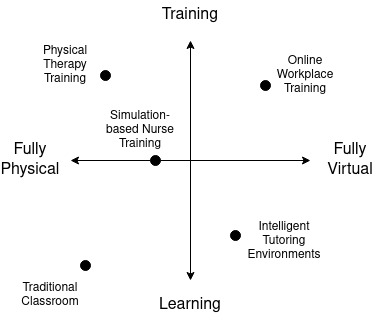 Training
Physical
Therapy
Training
Online
Workplace
Training
Simulation-
based Nurse
Training
Fully
Physical
Fully
Virtual
Intelligent
Tutoring
Environments
Traditional
Classroom
Learning